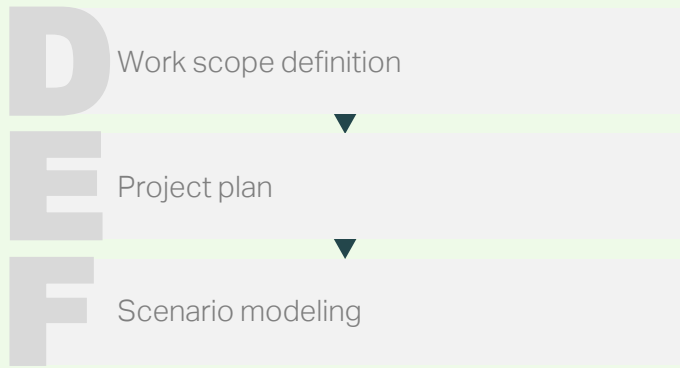 D Work scope definition
E Project plan
F Scenario modeling